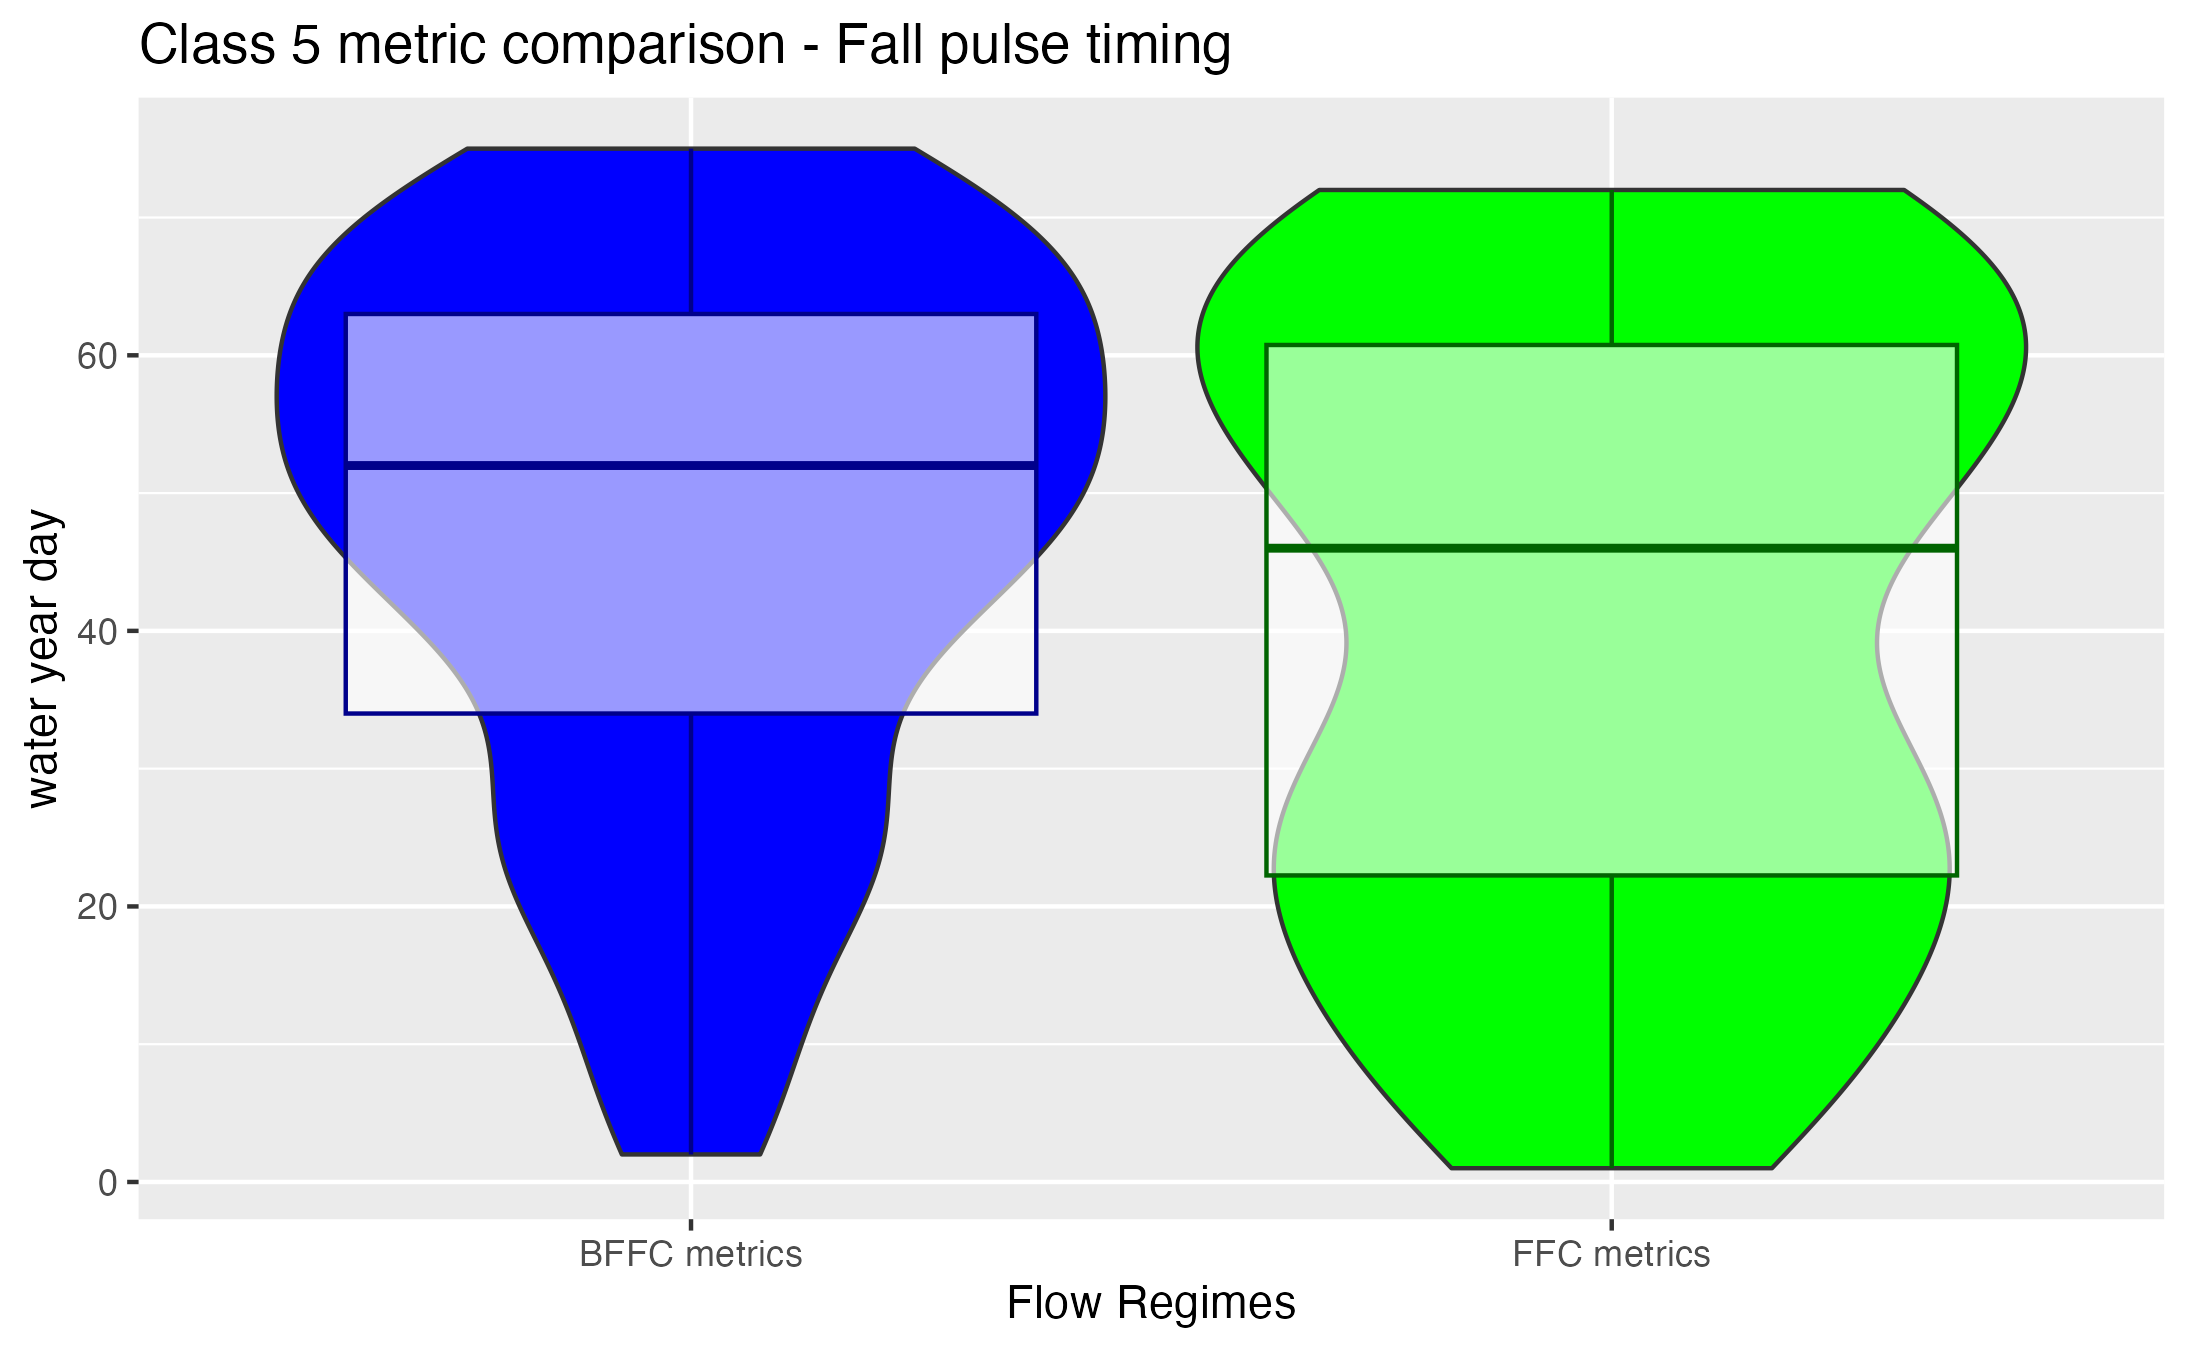 Class 5 metric comparison - Fall pulse timing
water year day
60
40
20
0
BFFC metrics
FFC metrics
Flow Regimes